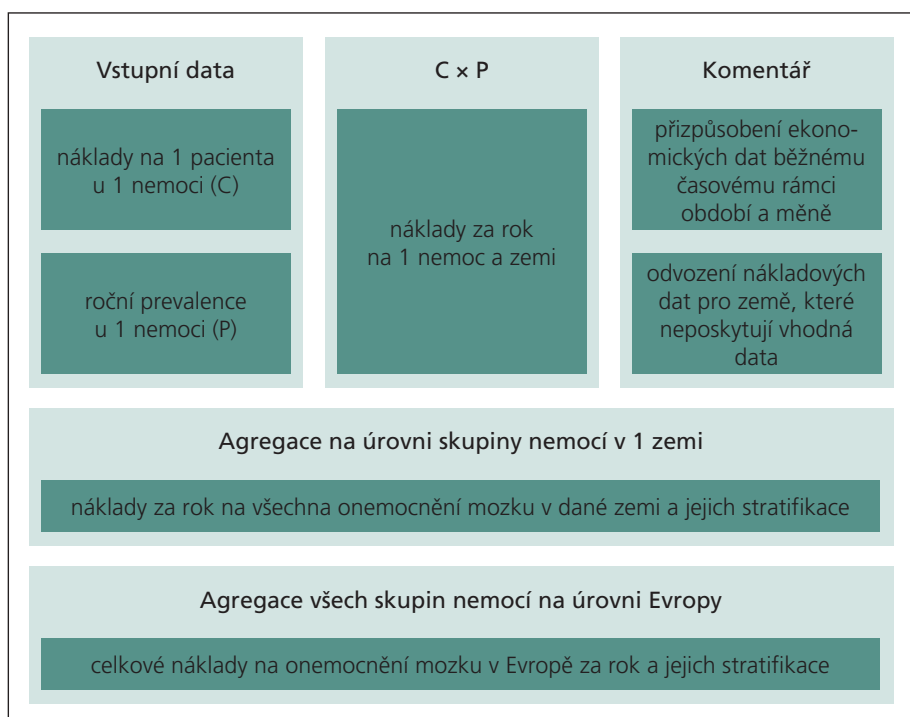 Vstupní data
náklady na 1 pacienta
u 1 nemoci (C)
roční prevalence
u 1 nemoci (P)
C × P
náklady za rok
na 1 nemoc a zemi
Komentář
přizpůsobení ekono-
mických dat běžnému
časovému rámci
období a měně
odvození nákladových
dat pro země, které
neposkytují vhodná
data
Agregace na úrovni skupiny nemocí v 1 zemi
náklady za rok na všechna onemocnění mozku v dané zemi a jejich stratifikace
Agregace všech skupin nemocí na úrovni Evropy
celkové náklady na onemocnění mozku v Evropě za rok a jejich stratifikace